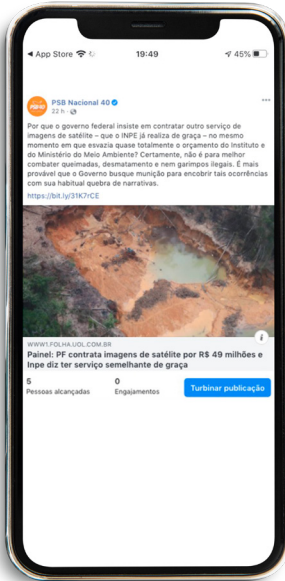 App Store
19:49
45%
PSB Nacional 40
22 h ·
Por que o governo federal insiste em contratar outro serviço de
imagens de satélite – que o INPE já realiza de graça – no mesmo
momento em que esvazia quase totalmente o orçamento do Instituto e
do Ministério do Meio Ambiente? Certamente, não é para melhor
combater queimadas, desmatamento e nem garimpos ilegais. É mais
provável que o Governo busque munição para encobrir tais ocorrências
com sua habitual quebra de narrativas.
https://bit.ly/31K7rCE
WWW1.FOLHA.UOL.COM.BR
Painel: PF contrata imagens de satélite por R$ 49 milhões e
Inpe diz ter serviço semelhante de graça
5
Pessoas alcançadas
0
Engajamentos
Turbinar publicação